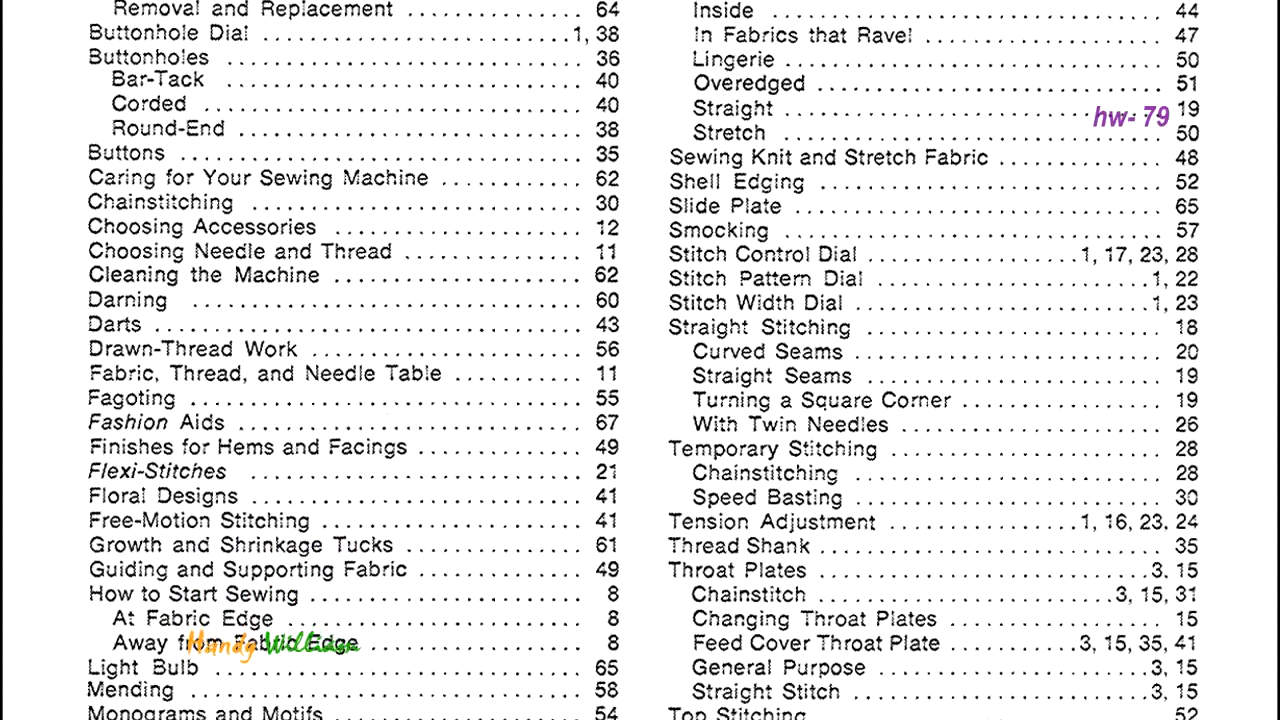 Removal and Replacement .................. 64
Buttonhole Dial ..........................1, 38
Buttonholes .............................. 36
Bar-Tack .............................. 40
Corded ................................ 40
Round-End ............................. 38
Buttons .................................. 35
Caring for Your Sewing Machine ........... 62
Chainstitching ........................... 30
Choosing Accessories ..................... 12
Choosing Needle and Thread ............... 11
Cleaning the Machine ..................... 62
Darning .................................. 60
Darts .................................... 43
Drawn-Thread Work ........................ 56
Fabric, Thread, and Needle Table ......... 11
Fagoting ................................. 55
Fashion Aids ............................. 67
Finishes for Hems and Facings ............ 49
Flexi-Stitches ........................... 21
Floral Designs ........................... 41
Free-Motion Stitching .................... 41
Growth and Shrinkage Tucks ............... 61
Guiding and Supporting Fabric ............ 49
How to Start Sewing ...................... 8
At Fabric Edge ........................ 8
Away from Fabric Edge ................. 8
Handy William
Light Bulb ............................... 65
Mending .................................. 58
Monograms and Motifs ..................... 54
Inside ................................ 44
In Fabrics that Ravel ................. 47
Lingerie .............................. 50
Overedged ............................. 51
Straight .............................. 19
hw- 79
Stretch ............................... 50
Sewing Knit and Stretch Fabric ........... 48
Shell Edging ............................. 52
Slide Plate .............................. 65
Smocking ................................. 57
Stitch Control Dial ................1, 17, 23, 28
Stitch Pattern Dial ......................1, 22
Stitch Width Dial ........................1, 23
Straight Stitching ....................... 18
Curved Seams .......................... 20
Straight Seams ........................ 19
Turning a Square Corner ............... 19
With Twin Needles ..................... 26
Temporary Stitching ...................... 28
Chainstitching ........................ 28
Speed Basting ......................... 30
Tension Adjustment .................1, 16, 23, 24
Thread Shank ............................. 35
Throat Plates ............................3, 15
Chainstitch .......................3, 15, 31
Changing Throat Plates ................ 15
Feed Cover Throat Plate ........3, 15, 35, 41
General Purpose .......................3, 15
Straight Stitch .......................3, 15
Top Stitching ............................ 52